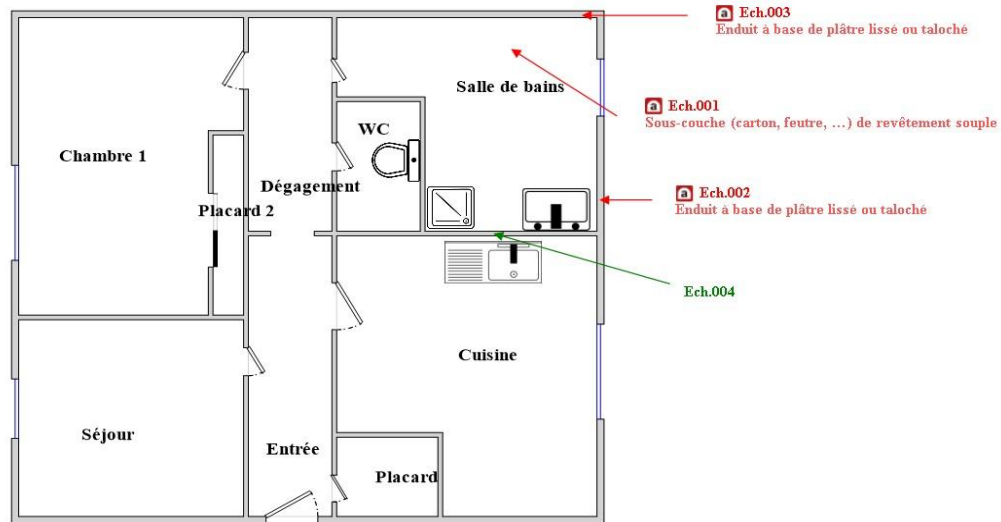 a Ech.003
Enduit à base de plâtre lissé ou taloché
Salle de bains
a Ech.001
Sous-couche (carton, feutre, …) de revêtement souple
WC
Chambre 1
Dégagement
a Ech.002
Enduit à base de plâtre lissé ou taloché
Placard 2
Ech.004
Cuisine
Séjour
Entrée
Placard